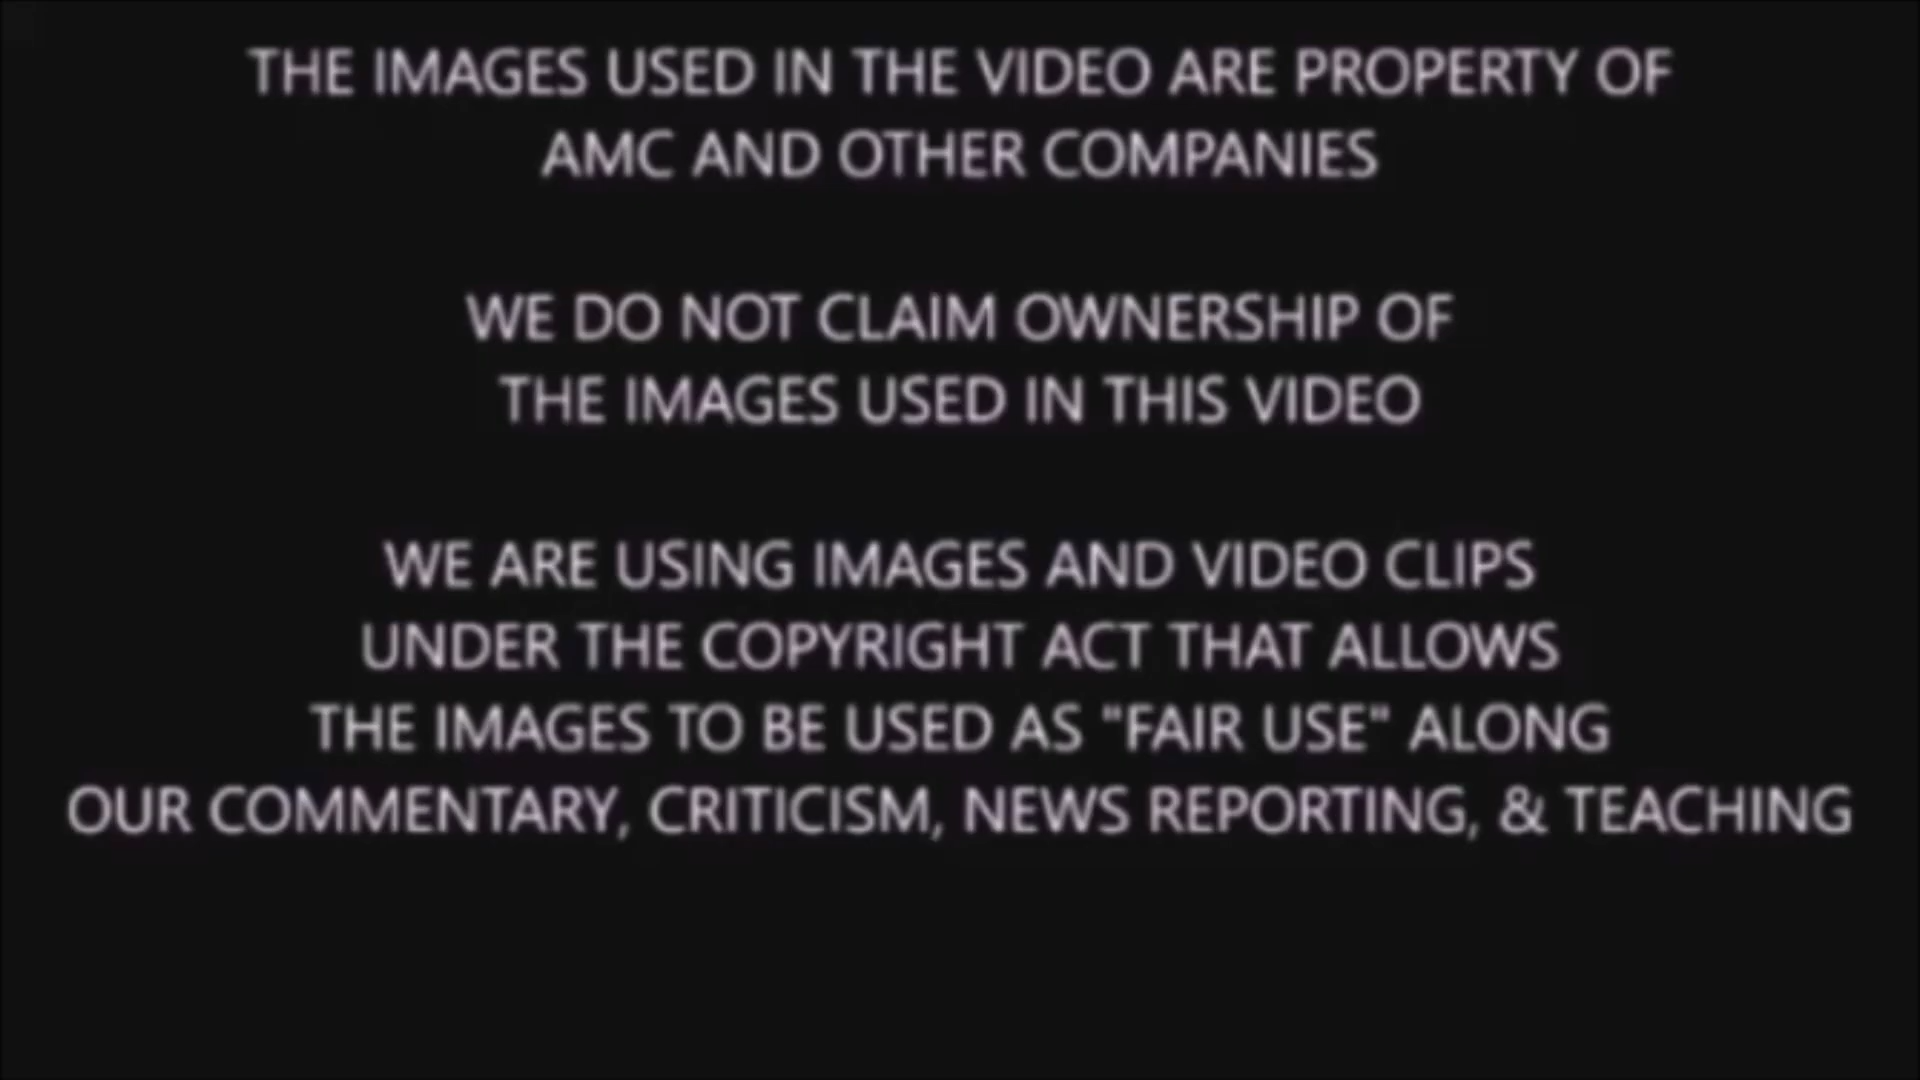 THE IMAGES USED IN THE VIDEO ARE PROPERTY OF
AMC AND OTHER COMPANIES
WE DO NOT CLAIM OWNERSHIP OF
THE IMAGES USED IN THIS VIDEO
WE ARE USING IMAGES AND VIDEO CLIPS
UNDER THE COPYRIGHT ACT THAT ALLOWS
THE IMAGES TO BE USED AS "FAIR USE" ALONG
OUR COMMENTARY, CRITICISM, NEWS REPORTING, & TEACHING